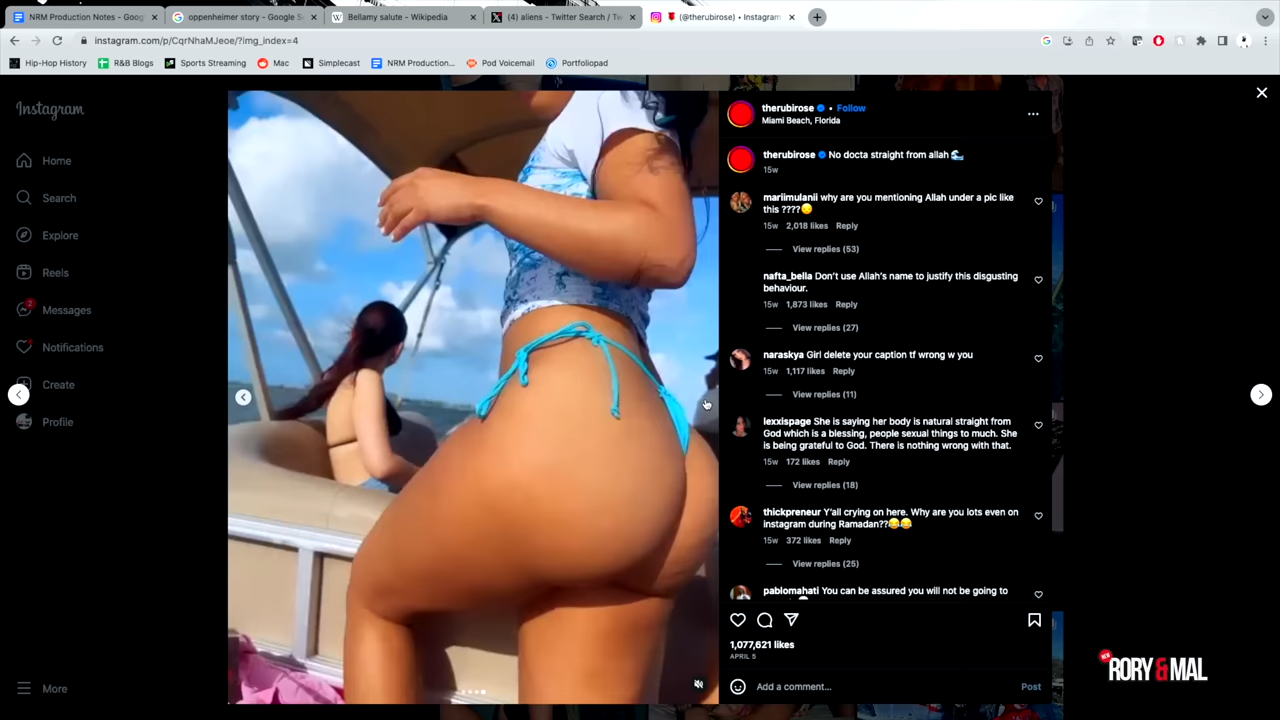 NRM Production Notes - Goog
oppenheimer story - Google S
Bellamy salute - Wikipedia
(4) aliens - Twitter Search / Tw
(@therubirose) • Instagram
instagram.com/p/CqrNhaMJeoe/?img_index=4
Hip-Hop History
R&B Blogs
Sports Streaming
Mac
Simplecast
NRM Production...
Pod Voicemail
Portfoliopad
Instagram
Home
Search
Explore
Reels
2
Messages
Notifications
Create
Profile
More
therubirose • Follow
Miami Beach, Florida
therubirose No docta straight from allah
15w
mariimulanii why are you mentioning Allah under a pic like
this ????
15w 2,018 likes Reply
View replies (53)
nafta_bella Don't use Allah's name to justify this disgusting
behaviour.
15w 1,873 likes Reply
View replies (27)
naraskya Girl delete your caption tf wrong w you
15w 1,117 likes Reply
View replies (11)
lexxispage She is saying her body is natural straight from
God which is a blessing, people sexual things to much. She
is being grateful to God. There is nothing wrong with that.
15w 172 likes Reply
View replies (18)
thickpreneur Y'all crying on here. Why are you lots even on
instagram during Ramadan??😂😂
15w 372 likes Reply
View replies (25)
pablomahati You can be assured you will not be going to
1,077,621 likes
APRIL 5
Add a comment...
Post
NEW
RORY & MAL